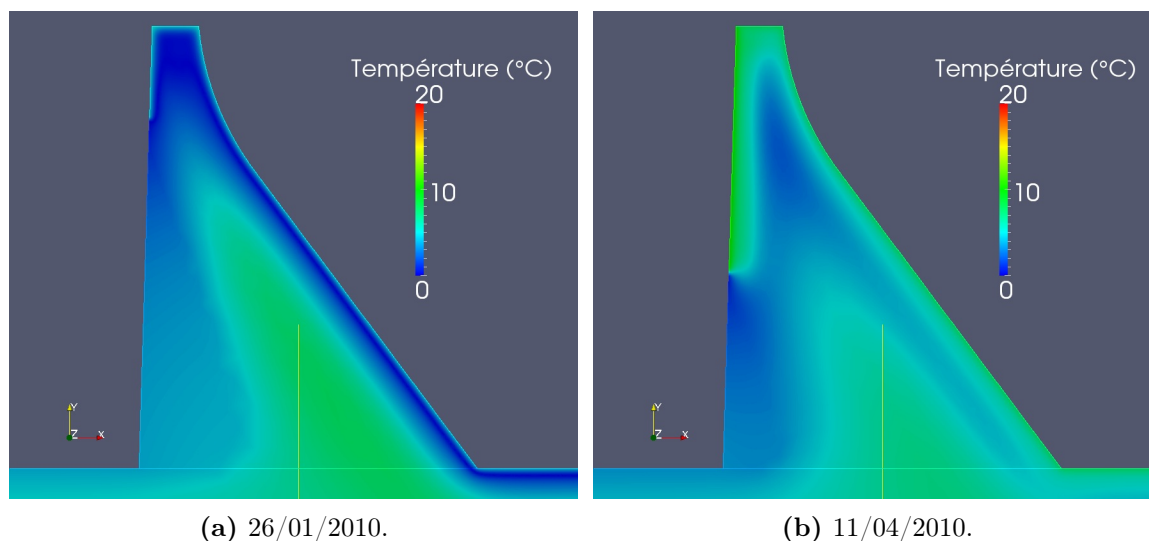 Température (°C)
20
10
0
Y
Z
X
(a) 26/01/2010.
Température (°C)
20
10
0
Y
Z
X
(b) 11/04/2010.